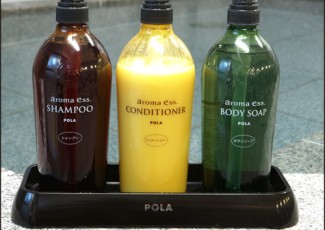 aroma ess.
SHAMPOO
POLA
シャンプー
aroma ess.
CONDITIONER
POLA
コンディショナー
aroma ess.
BODY SOAP
POLA
ボディソープ
POLA